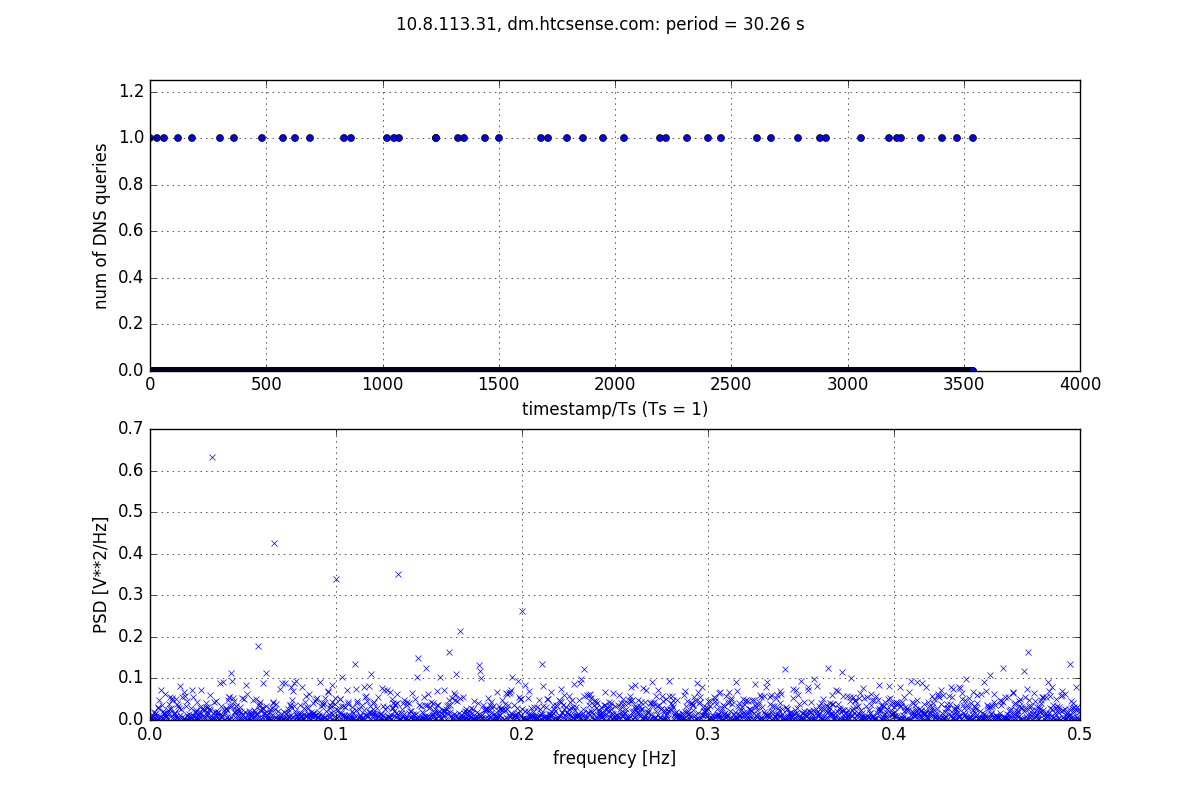 10.8.113.31, dm.htcsense.com: period = 30.26 s
1.2
1.0
0.8
0.6
0.4
0.2
0.0
num of DNS queries
0 500 1000 1500 2000 2500 3000 3500 4000
timestamp/Ts (Ts = 1)
0.7
0.6
0.5
0.4
0.3
0.2
0.1
0.0
PSD [V**2/Hz]
0.0 0.1 0.2 0.3 0.4 0.5
frequency [Hz]